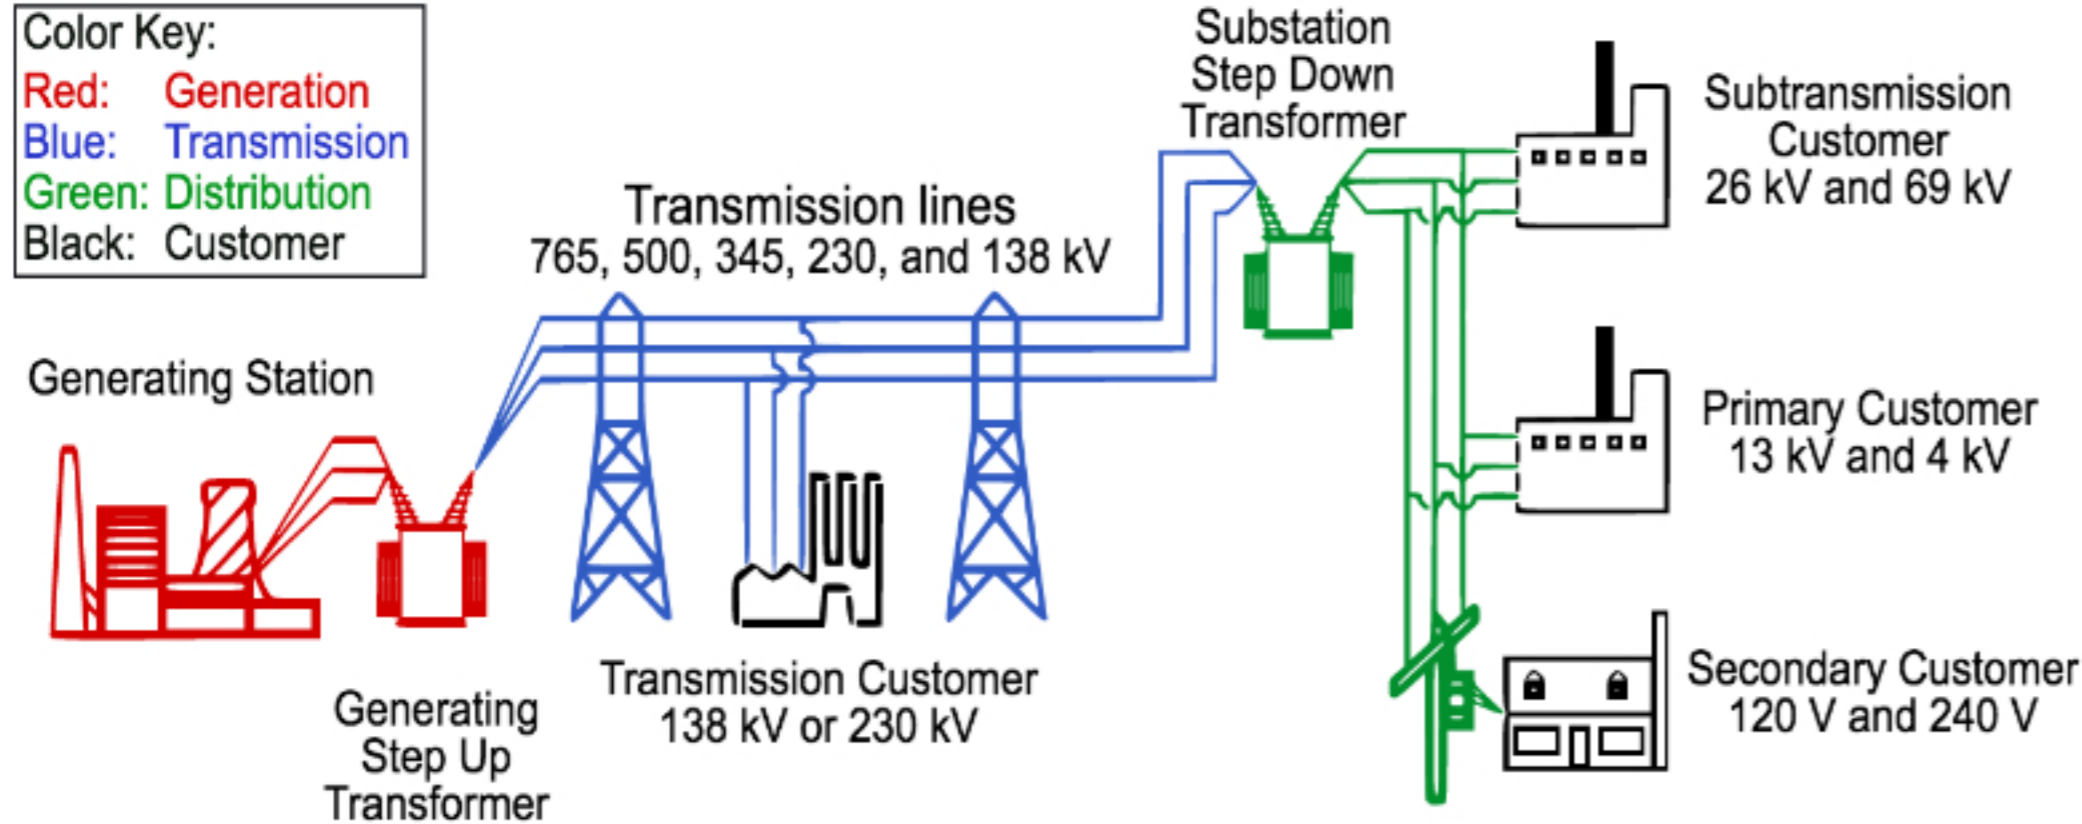 Color Key:
Red: Generation
Blue: Transmission
Green: Distribution
Black: Customer
Substation
Step Down
Transformer
Subtransmission
Customer
26 kV and 69 kV
Transmission lines
765, 500, 345, 230, and 138 kV
Generating Station
Primary Customer
13 kV and 4 kV
Transmission Customer
138 kV or 230 kV
Secondary Customer
120 V and 240 V
Generating
Step Up
Transformer